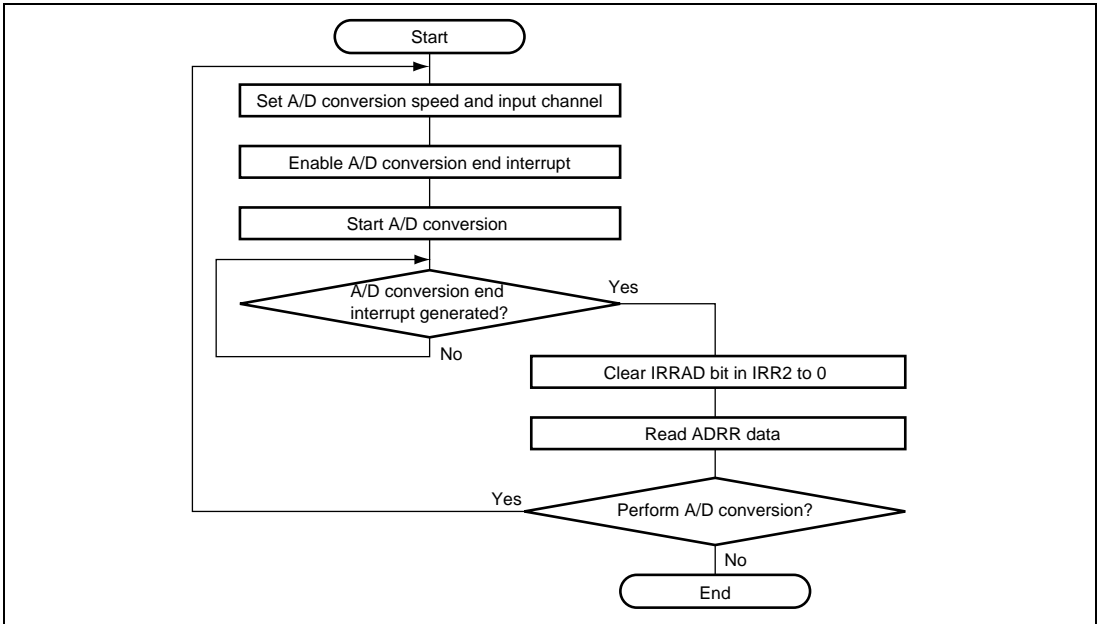 Start
Set A/D conversion speed and input channel
Enable A/D conversion end interrupt
Start A/D conversion
A/D conversion end
interrupt generated?
Yes
No
Clear IRRAD bit in IRR2 to 0
Read ADRR data
Yes
Perform A/D conversion?
No
End